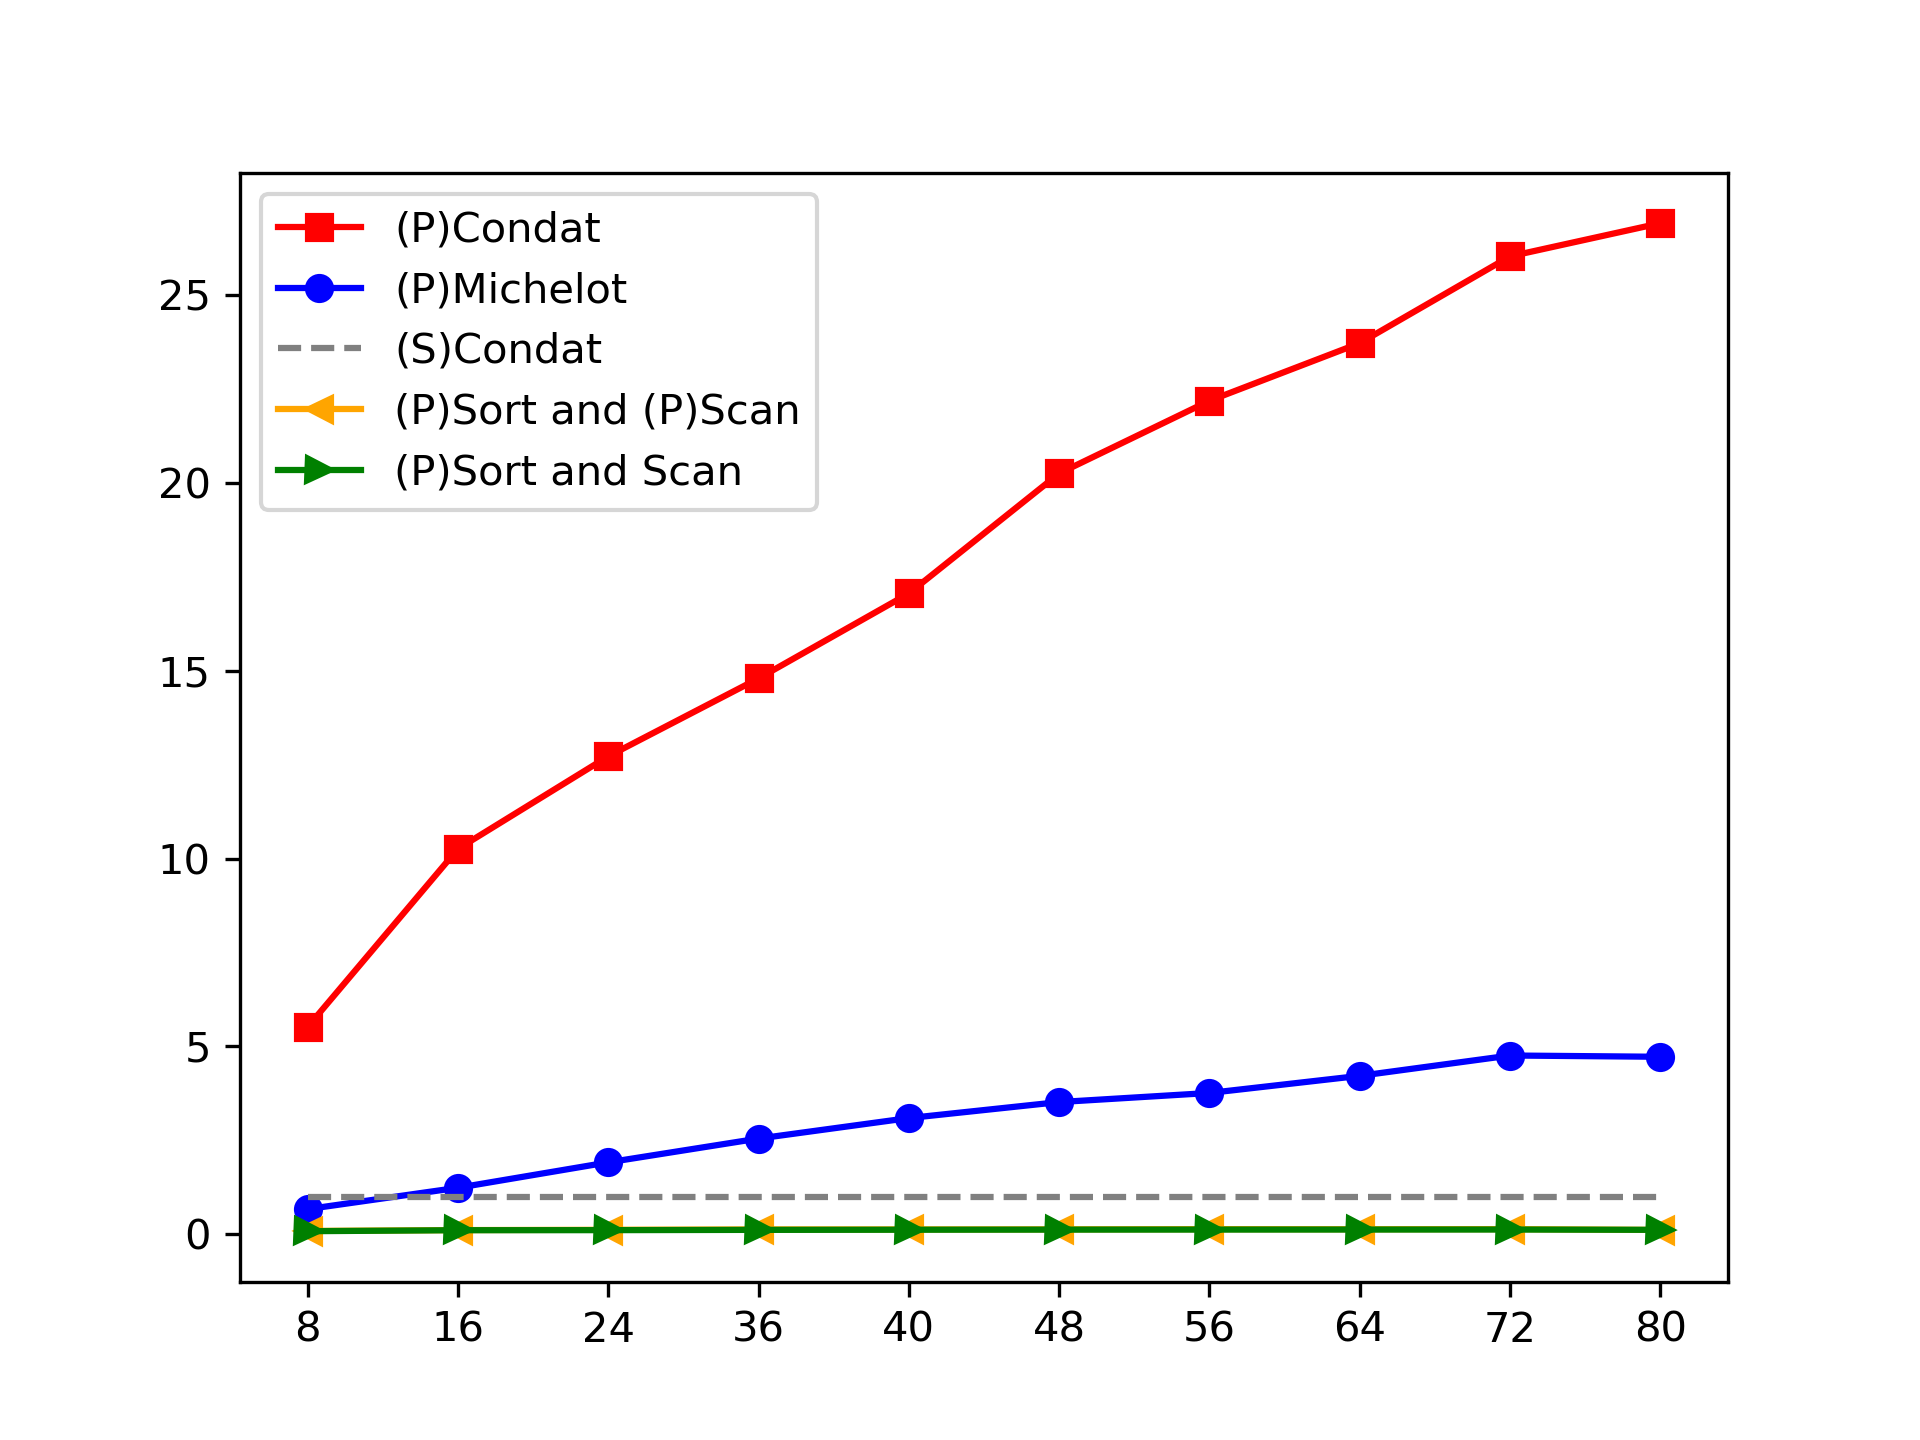 (P)Condat
(P)Michelot
(S)Condat
(P)Sort and (P)Scan
(P)Sort and Scan
25
20
15
10
5
0
8 16 24 36 40 48 56 64 72 80